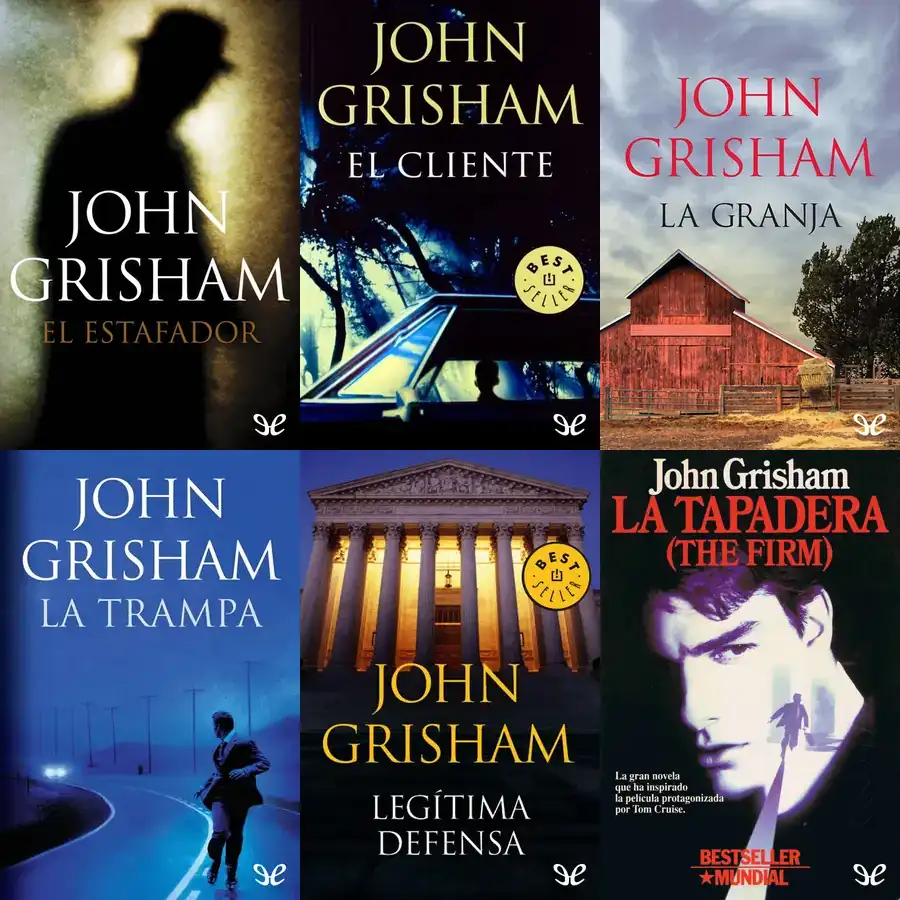 JOHN
GRISHAM
EL ESTAFADOR
JOHN
GRISHAM
EL CLIENTE
BEST
SELLER
JOHN
GRISHAM
LA GRANJA
JOHN
GRISHAM
LA TRAMPA
BEST
SELLER
JOHN
GRISHAM
LEGÍTIMA
DEFENSA
John Grisham
LA TAPADERA
(THE FIRM)
La gran novela
que ha inspirado
la película protagonizada
por Tom Cruise.
BESTSELLER
★MUNDIAL